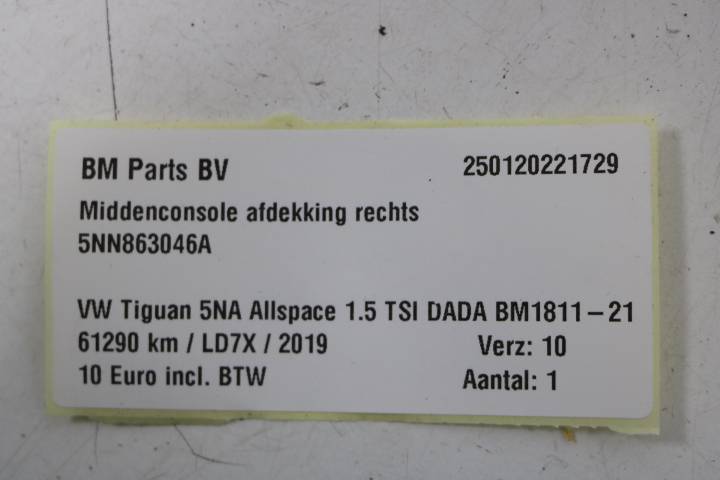 BM Parts BV 250120221729
Middenconsole afdekking rechts
5NN863046A
VW Tiguan 5NA Allspace 1.5 TSI DADA BM1811-21
61290 km / LD7X / 2019 Verz: 10
10 Euro incl. BTW Aantal: 1